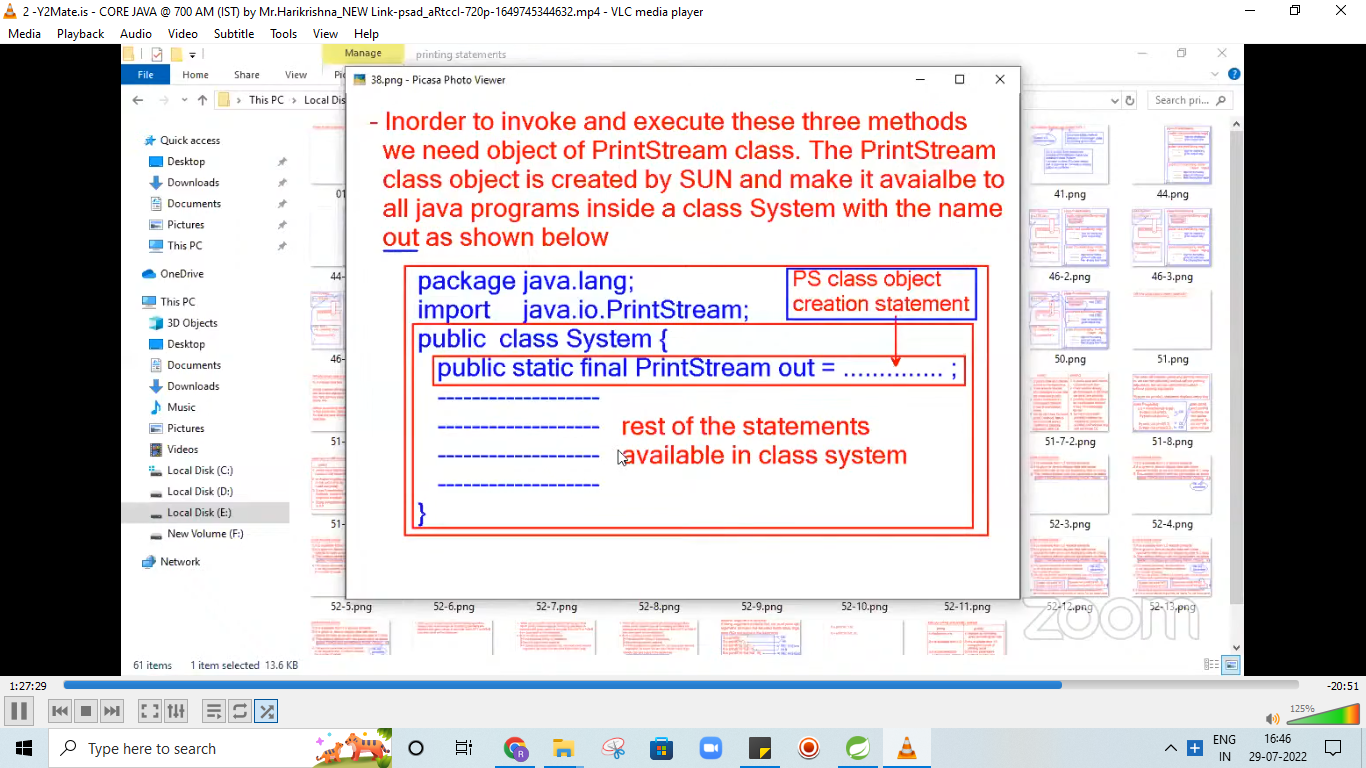 2 -Y2Mate.is - CORE JAVA @ 700 AM (IST) by Mr.Harikrishna_NEW Link-psad_aRtccI-720p-1649745344632.mp4 - VLC media player
Media Playback Audio Video Subtitle Tools View Help
Manage printing statements
File Home Share View
This PC Local Dis
Search pri...
38.png - Picasa Photo Viewer
- Inorder to invoke and execute these three methods
we need object of PrintStream class. The PrintStream
class object is created by SUN and make it avaialbe to
all java programs inside a class System with the name
out as shown below
package java.lang;
import java.io.PrintStream;
public class System {
public static final PrintStream out = .............. ;
PS class object
creation statement
rest of the statements
available in class system
}
Quick access
Desktop
Downloads
Documents
Pictures
This PC
OneDrive
This PC
3D Objects
Desktop
Documents
Downloads
Music
Pictures
Videos
Local Disk (C:)
Local Disk (D:)
Local Disk (E:)
New Volume (F:)
Network
01
44-
46-
51-
51-
41.png 44.png
46-2.png 46-3.png
50.png 51.png
51-7-2.png 51-8.png
52-3.png 52-4.png
52-5.png 52-6.png 52-7.png 52-8.png 52-9.png 52-10.png 52-11.png 52-12.png 52-13.png
zoom
61 items 1 item selected 13.6 KB
1:27:29 -20:51
125%
Type here to search
ENG
IN
16:46
29-07-2022